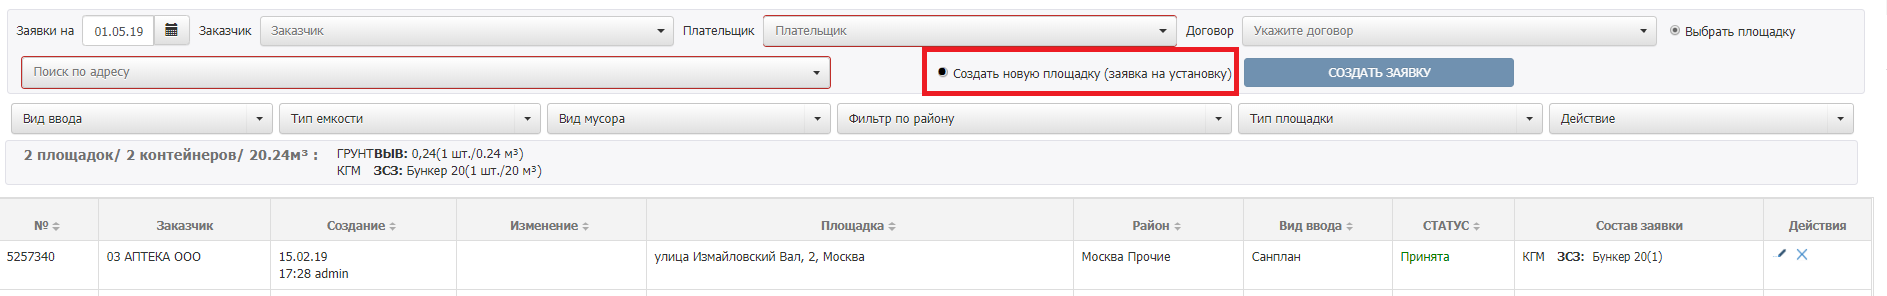 Заявки на 01.05.19 Заказчик Заказчик Плательщик Плательщик Договор Укажите договор Выбрать площадку
Поиск по адресу Создать новую площадку (заявка на установку) СОЗДАТЬ ЗАЯВКУ
Вид ввода Тип емкости Вид мусора Фильтр по району Тип площадки Действие
2 площадок/ 2 контейнеров/ 20.24м³ : ГРУНТ ВЫВ: 0,24(1 шт./0.24 м³)
КГМ ЗСЗ: Бункер 20(1 шт./20 м³)
№ Заказчик Создание Изменение Площадка Район Вид ввода СТАТУС Состав заявки Действия
5257340 03 АПТЕКА ООО 15.02.19 улица Измайловский Вал, 2, Москва Москва Прочие Санплан Принята КГМ ЗСЗ: Бункер 20(1)
17:28 admin